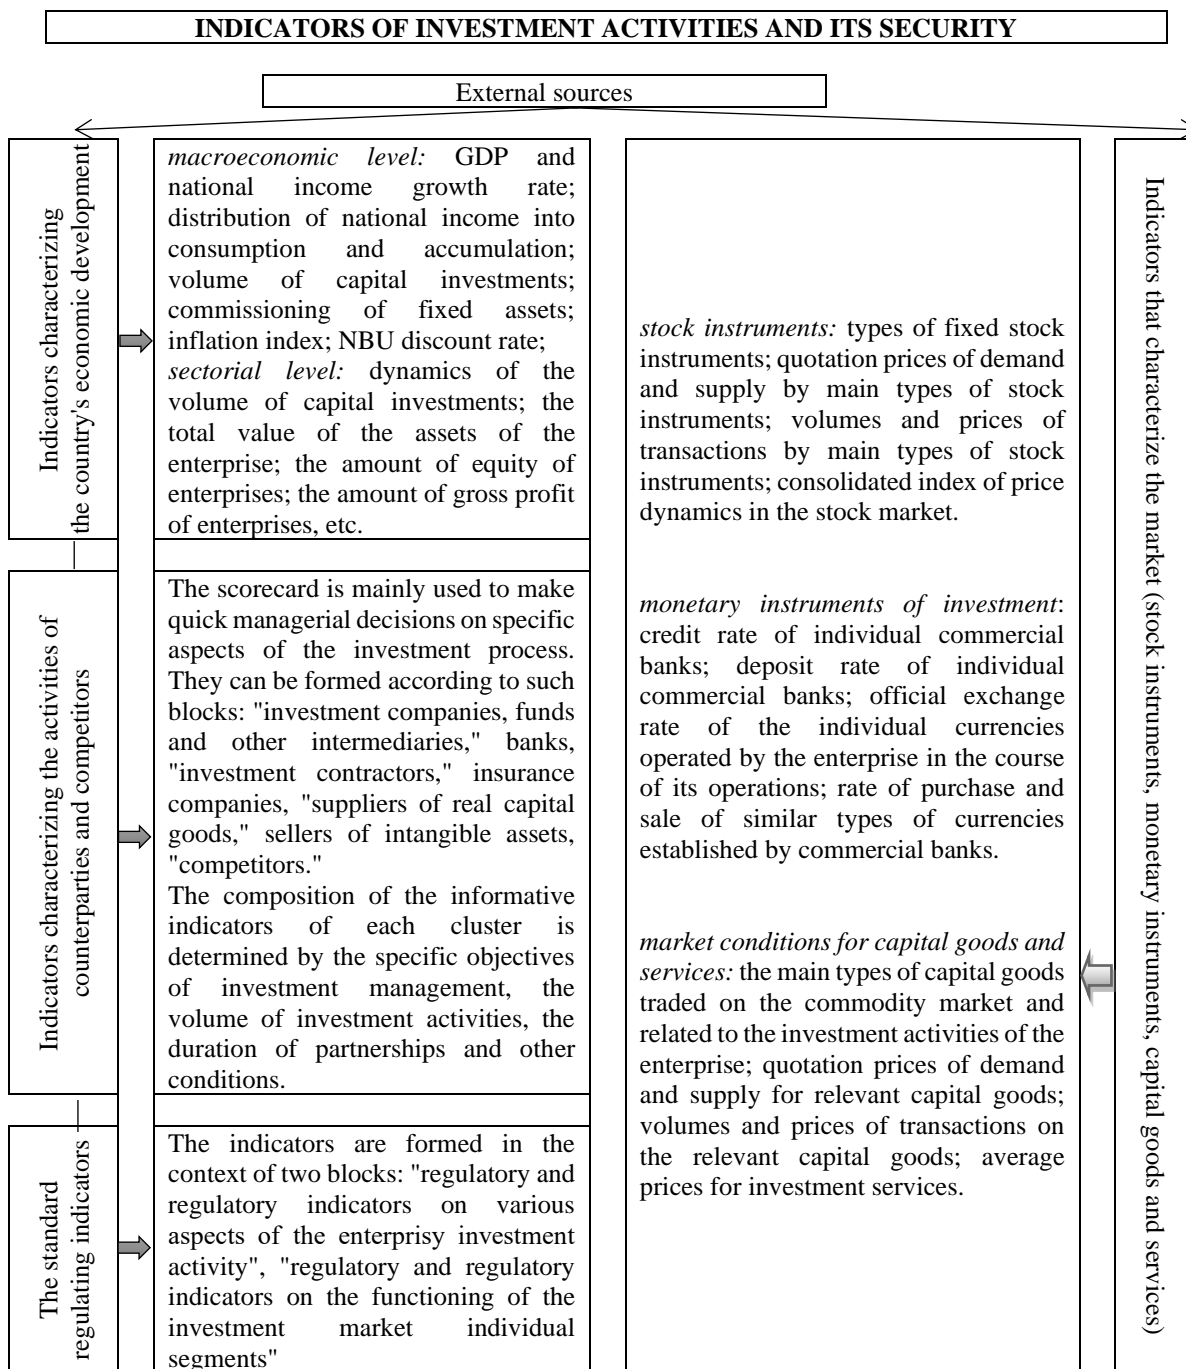 INDICATORS OF INVESTMENT ACTIVITIES AND ITS SECURITY
External sources
Indicators characterizing
the country's economic development
macroeconomic level: GDP and
national income growth rate;
distribution of national income into
consumption and accumulation;
volume of capital investments;
commissioning of fixed assets;
inflation index; NBU discount rate;
sectorial level: dynamics of the
volume of capital investments; the
total value of the assets of the
enterprise; the amount of equity of
enterprises; the amount of gross profit
of enterprises, etc.
Indicators characterizing the activities of
counterparties and competitors
The scorecard is mainly used to make
quick managerial decisions on specific
aspects of the investment process.
They can be formed according to such
blocks: "investment companies, funds
and other intermediaries," banks,
"investment contractors," insurance
companies, "suppliers of real capital
goods," sellers of intangible assets,
"competitors."
The composition of the informative
indicators of each cluster is
determined by the specific objectives
of investment management, the
volume of investment activities, the
duration of partnerships and other
conditions.
The standard
regulating indicators
The indicators are formed in the
context of two blocks: "regulatory and
regulatory indicators on various
aspects of the enterprisy investment
activity", "regulatory and regulatory
indicators on the functioning of the
investment market individual
segments"
stock instruments: types of fixed stock
instruments; quotation prices of demand
and supply by main types of stock
instruments; volumes and prices of
transactions by main types of stock
instruments; consolidated index of price
dynamics in the stock market.
monetary instruments of investment:
credit rate of individual commercial
banks; deposit rate of individual
commercial banks; official exchange
rate of the individual currencies
operated by the enterprise in the course
of its operations; rate of purchase and
sale of similar types of currencies
established by commercial banks.
market conditions for capital goods and
services: the main types of capital goods
traded on the commodity market and
related to the investment activities of the
enterprise; quotation prices of demand
and supply for relevant capital goods;
volumes and prices of transactions on
the relevant capital goods; average
prices for investment services.
Indicators that characterize the market (stock instruments, monetary instruments, capital goods and services)